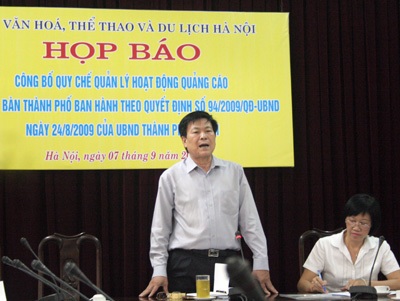 VĂN HOÁ, THỂ THAO VÀ DU LỊCH HÀ NỘI
HỌP BÁO
CÔNG BỐ QUY CHẾ QUẢN LÝ HOẠT ĐỘNG QUẢNG CÁO
BÀN THÀNH PHỐ BAN HÀNH THEO QUYẾT ĐỊNH SỐ 94/2009/QĐ-UBND
NGÀY 24/8/2009 CỦA UBND THÀNH
Hà Nội, ngày 07 tháng 9 năm